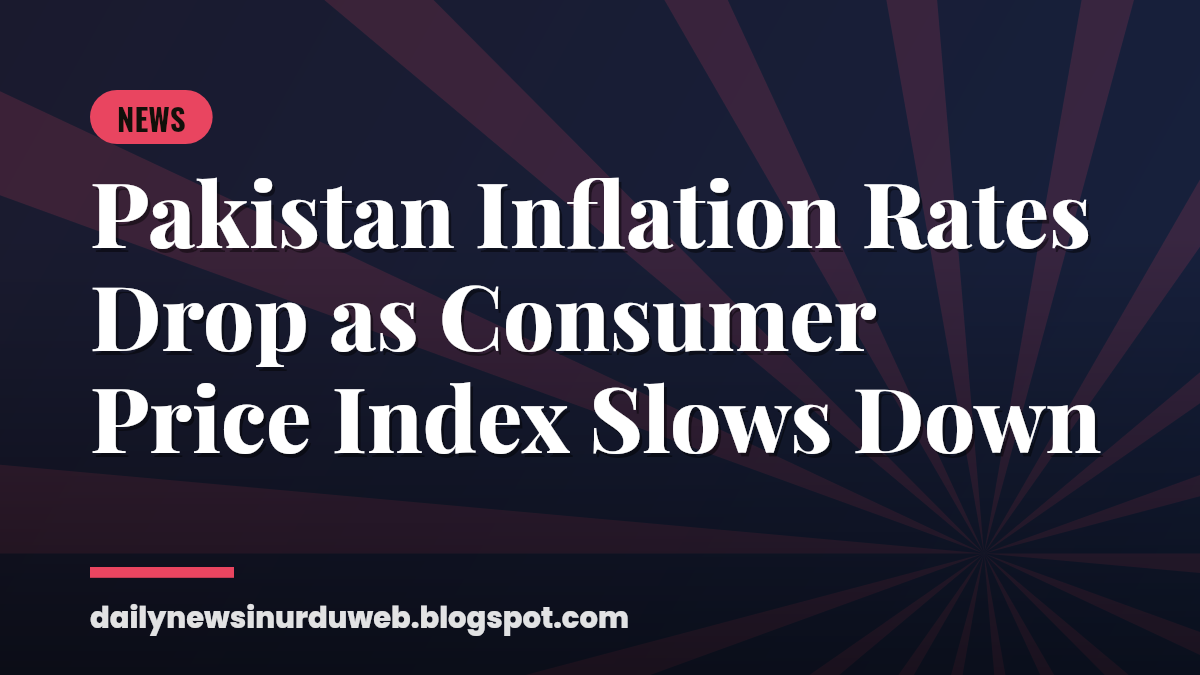 NEWS
Pakistan Inflation Rates
Drop as Consumer
Price Index Slows Down
dailynewsinurduweb.blogspot.com